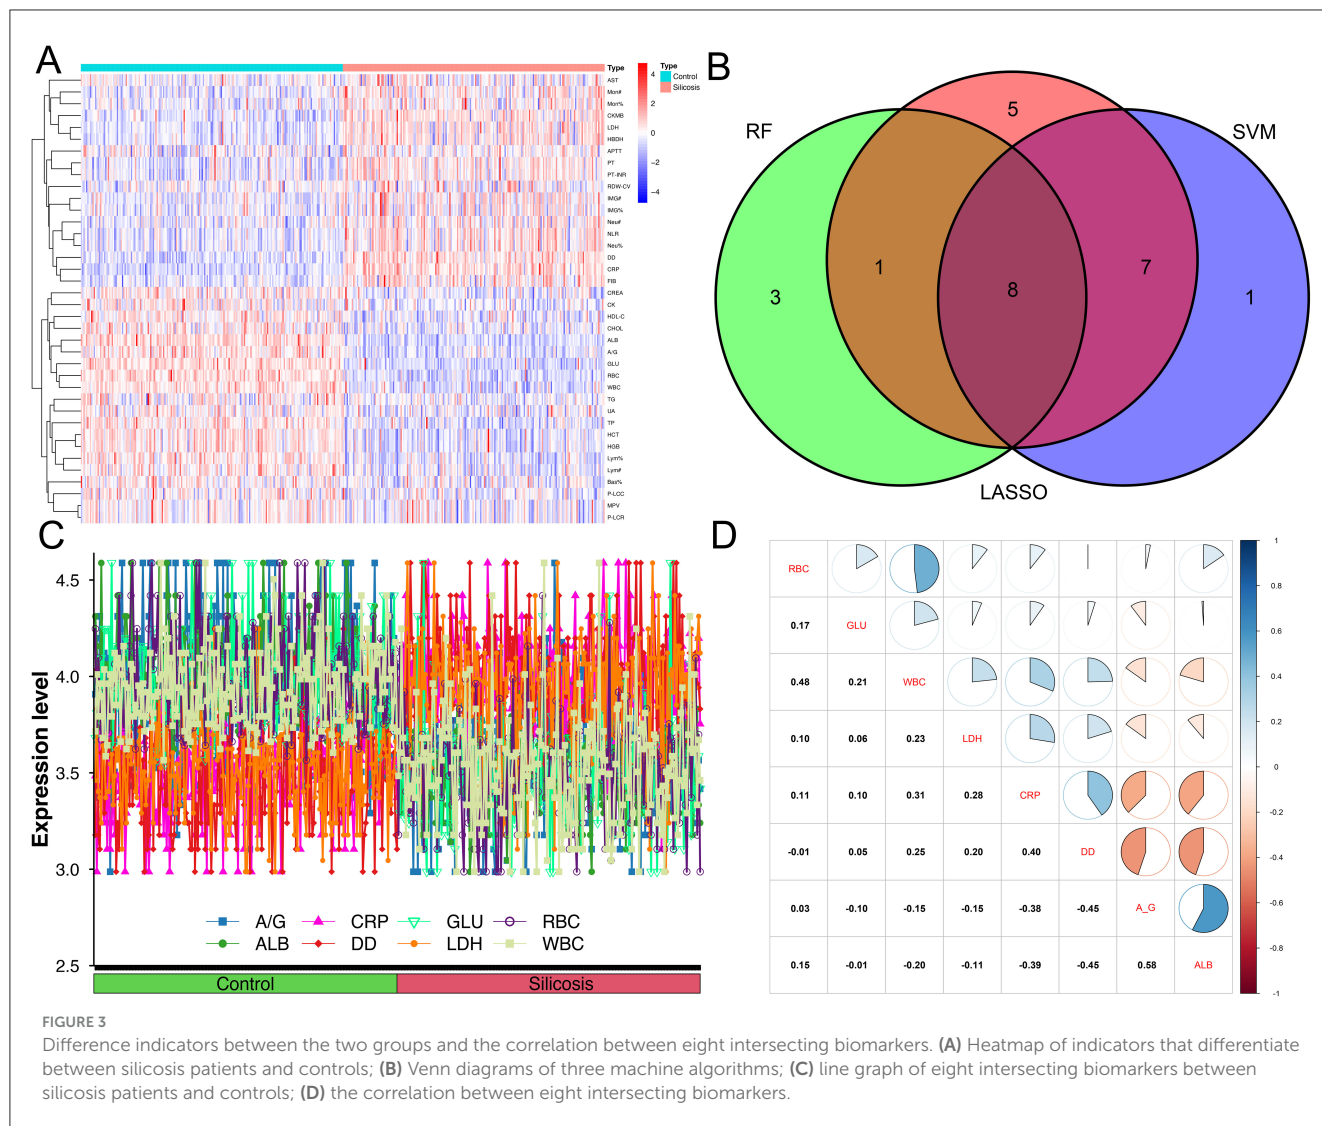 A
Type
AST
Mon#
Mon%
CKMB
LDH
HBDH
APTT
PT
PT-INR
RDW-CV
IMG#
IMG%
Neu#
NLR
Neu%
DD
CRP
FIB
CREA
CK
HDL-C
CHOL
ALB
A/G
GLU
RBC
WBC
TG
UA
TP
HCT
HGB
Lym%
Lym#
Bas%
P-LCC
MPV
P-LCR
4
2
0
−2
−4
Type
Control
Silicosis
B
RF
SVM
LASSO
5
3
1
8
7
1
C
Expression level
4.5
4.0
3.5
3.0
2.5
A/G CRP GLU RBC
ALB DD LDH WBC
Control Silicosis
D
RBC
0.17 GLU
0.48 0.21 WBC
0.10 0.06 0.23 LDH
0.11 0.10 0.31 0.28 CRP
-0.01 0.05 0.25 0.20 0.40 DD
0.03 -0.10 -0.15 -0.15 -0.38 -0.45 A_G
0.15 -0.01 -0.20 -0.11 -0.39 -0.45 0.58 ALB
1
0.8
0.6
0.4
0.2
0
-0.2
-0.4
-0.6
-0.8
-1
FIGURE 3
Difference indicators between the two groups and the correlation between eight intersecting biomarkers. (A) Heatmap of indicators that differentiate
between silicosis patients and controls; (B) Venn diagrams of three machine algorithms; (C) line graph of eight intersecting biomarkers between
silicosis patients and controls; (D) the correlation between eight intersecting biomarkers.